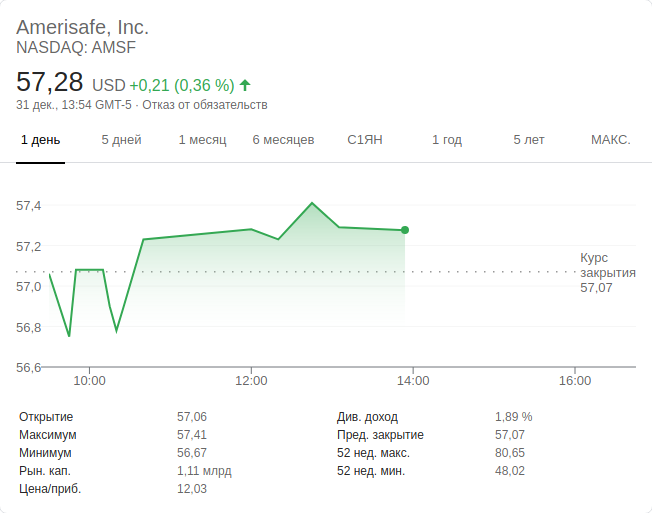 Amerisafe, Inc.
NASDAQ: AMSF
57,28 USD +0,21 (0,36 %)
31 дек., 13:54 GMT-5 · Отказ от обязательств
1 день 5 дней 1 месяц 6 месяцев С1ЯН 1 год 5 лет МАКС.
57,4
57,2
57,0
56,8
56,6
Курс
закрытия
57,07
10:00 12:00 14:00 16:00
Открытие 57,06 Див. доход 1,89 %
Максимум 57,41 Пред. закрытие 57,07
Минимум 56,67 52 нед. макс. 80,65
Рын. кап. 1,11 млрд 52 нед. мин. 48,02
Цена/приб. 12,03